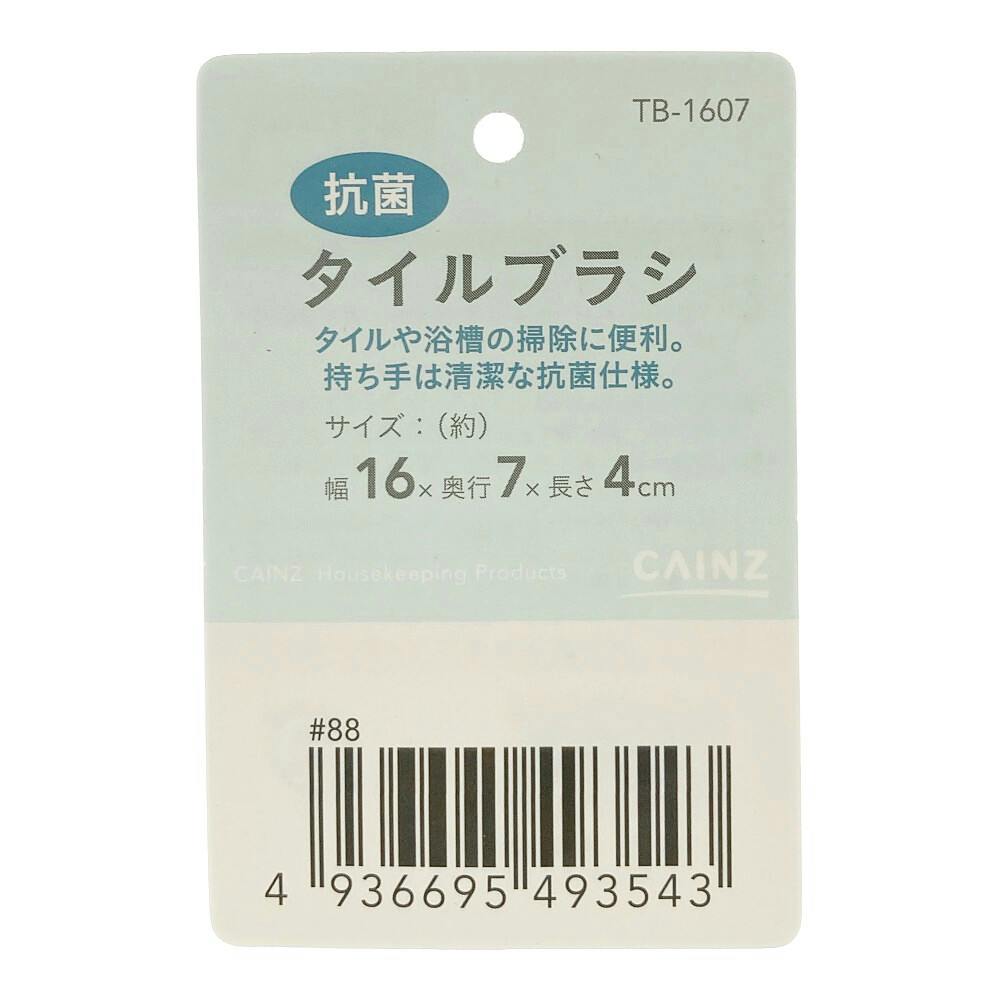 TB-1607
抗菌
タイルブラシ
タイルや浴槽の掃除に便利。
持ち手は清潔な抗菌仕様。
サイズ：（約）
幅16×奥行7×長さ4cm
CAINZ Housekeeping Products
CAINZ
#88
4 936695 493543